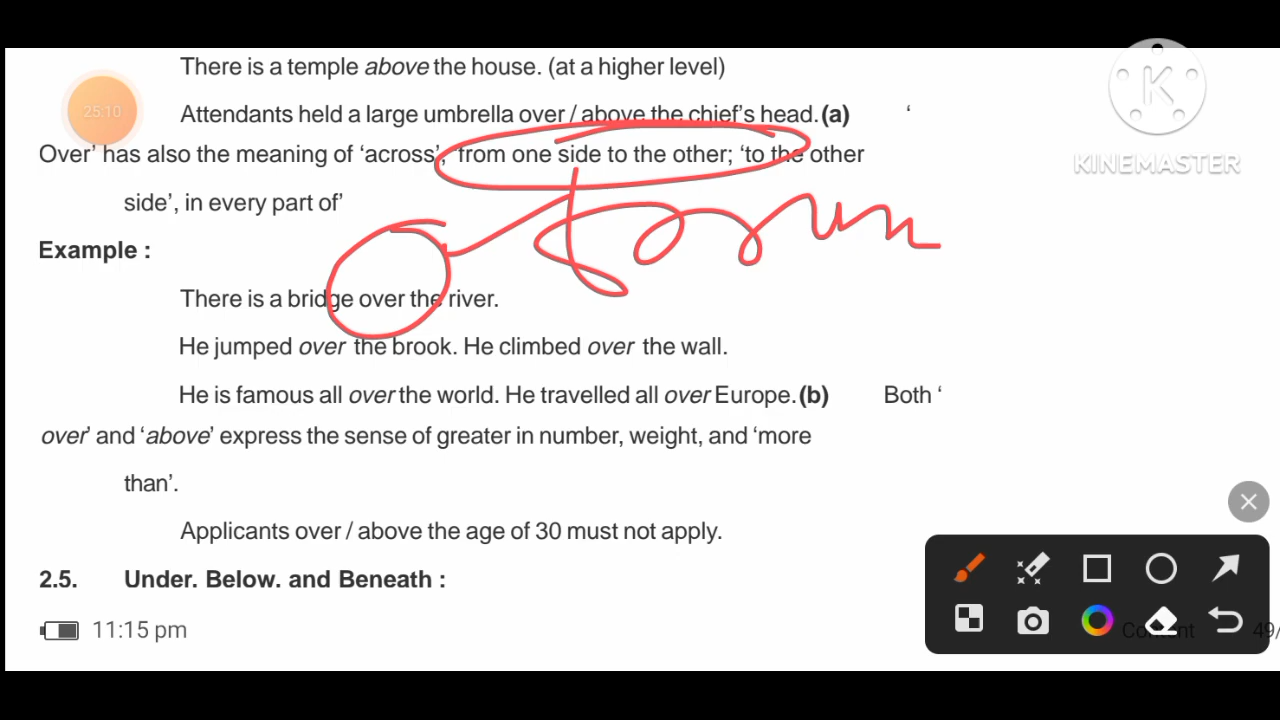 There is a temple above the house. (at a higher level)
25:10
KINEMASTER
Attendants held a large umbrella over / above the chief's head.(a) ‘
Over’ has also the meaning of ‘across’, ‘from one side to the other; ‘to the other
side’, in every part of’
Example :
There is a bridge over the river.
He jumped over the brook. He climbed over the wall.
He is famous all over the world. He travelled all over Europe.(b) Both ‘
over’ and ‘above’ express the sense of greater in number, weight, and ‘more
than’.
Applicants over / above the age of 30 must not apply.
2.5. Under. Below. and Beneath :
11:15 pm
Content 49/